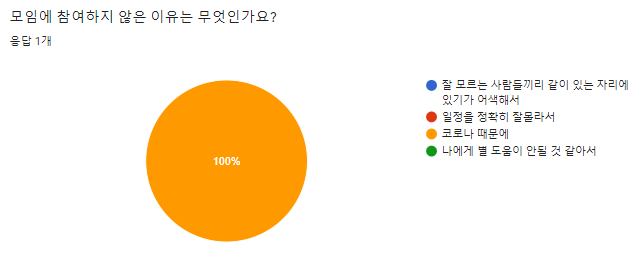 모임에 참여하지 않은 이유는 무엇인가요?
응답 1개
100%
잘 모르는 사람들끼리 같이 있는 자리에
있기가 어색해서
일정을 정확히 잘몰라서
코로나 때문에
나에게 별 도움이 안될 것 같아서